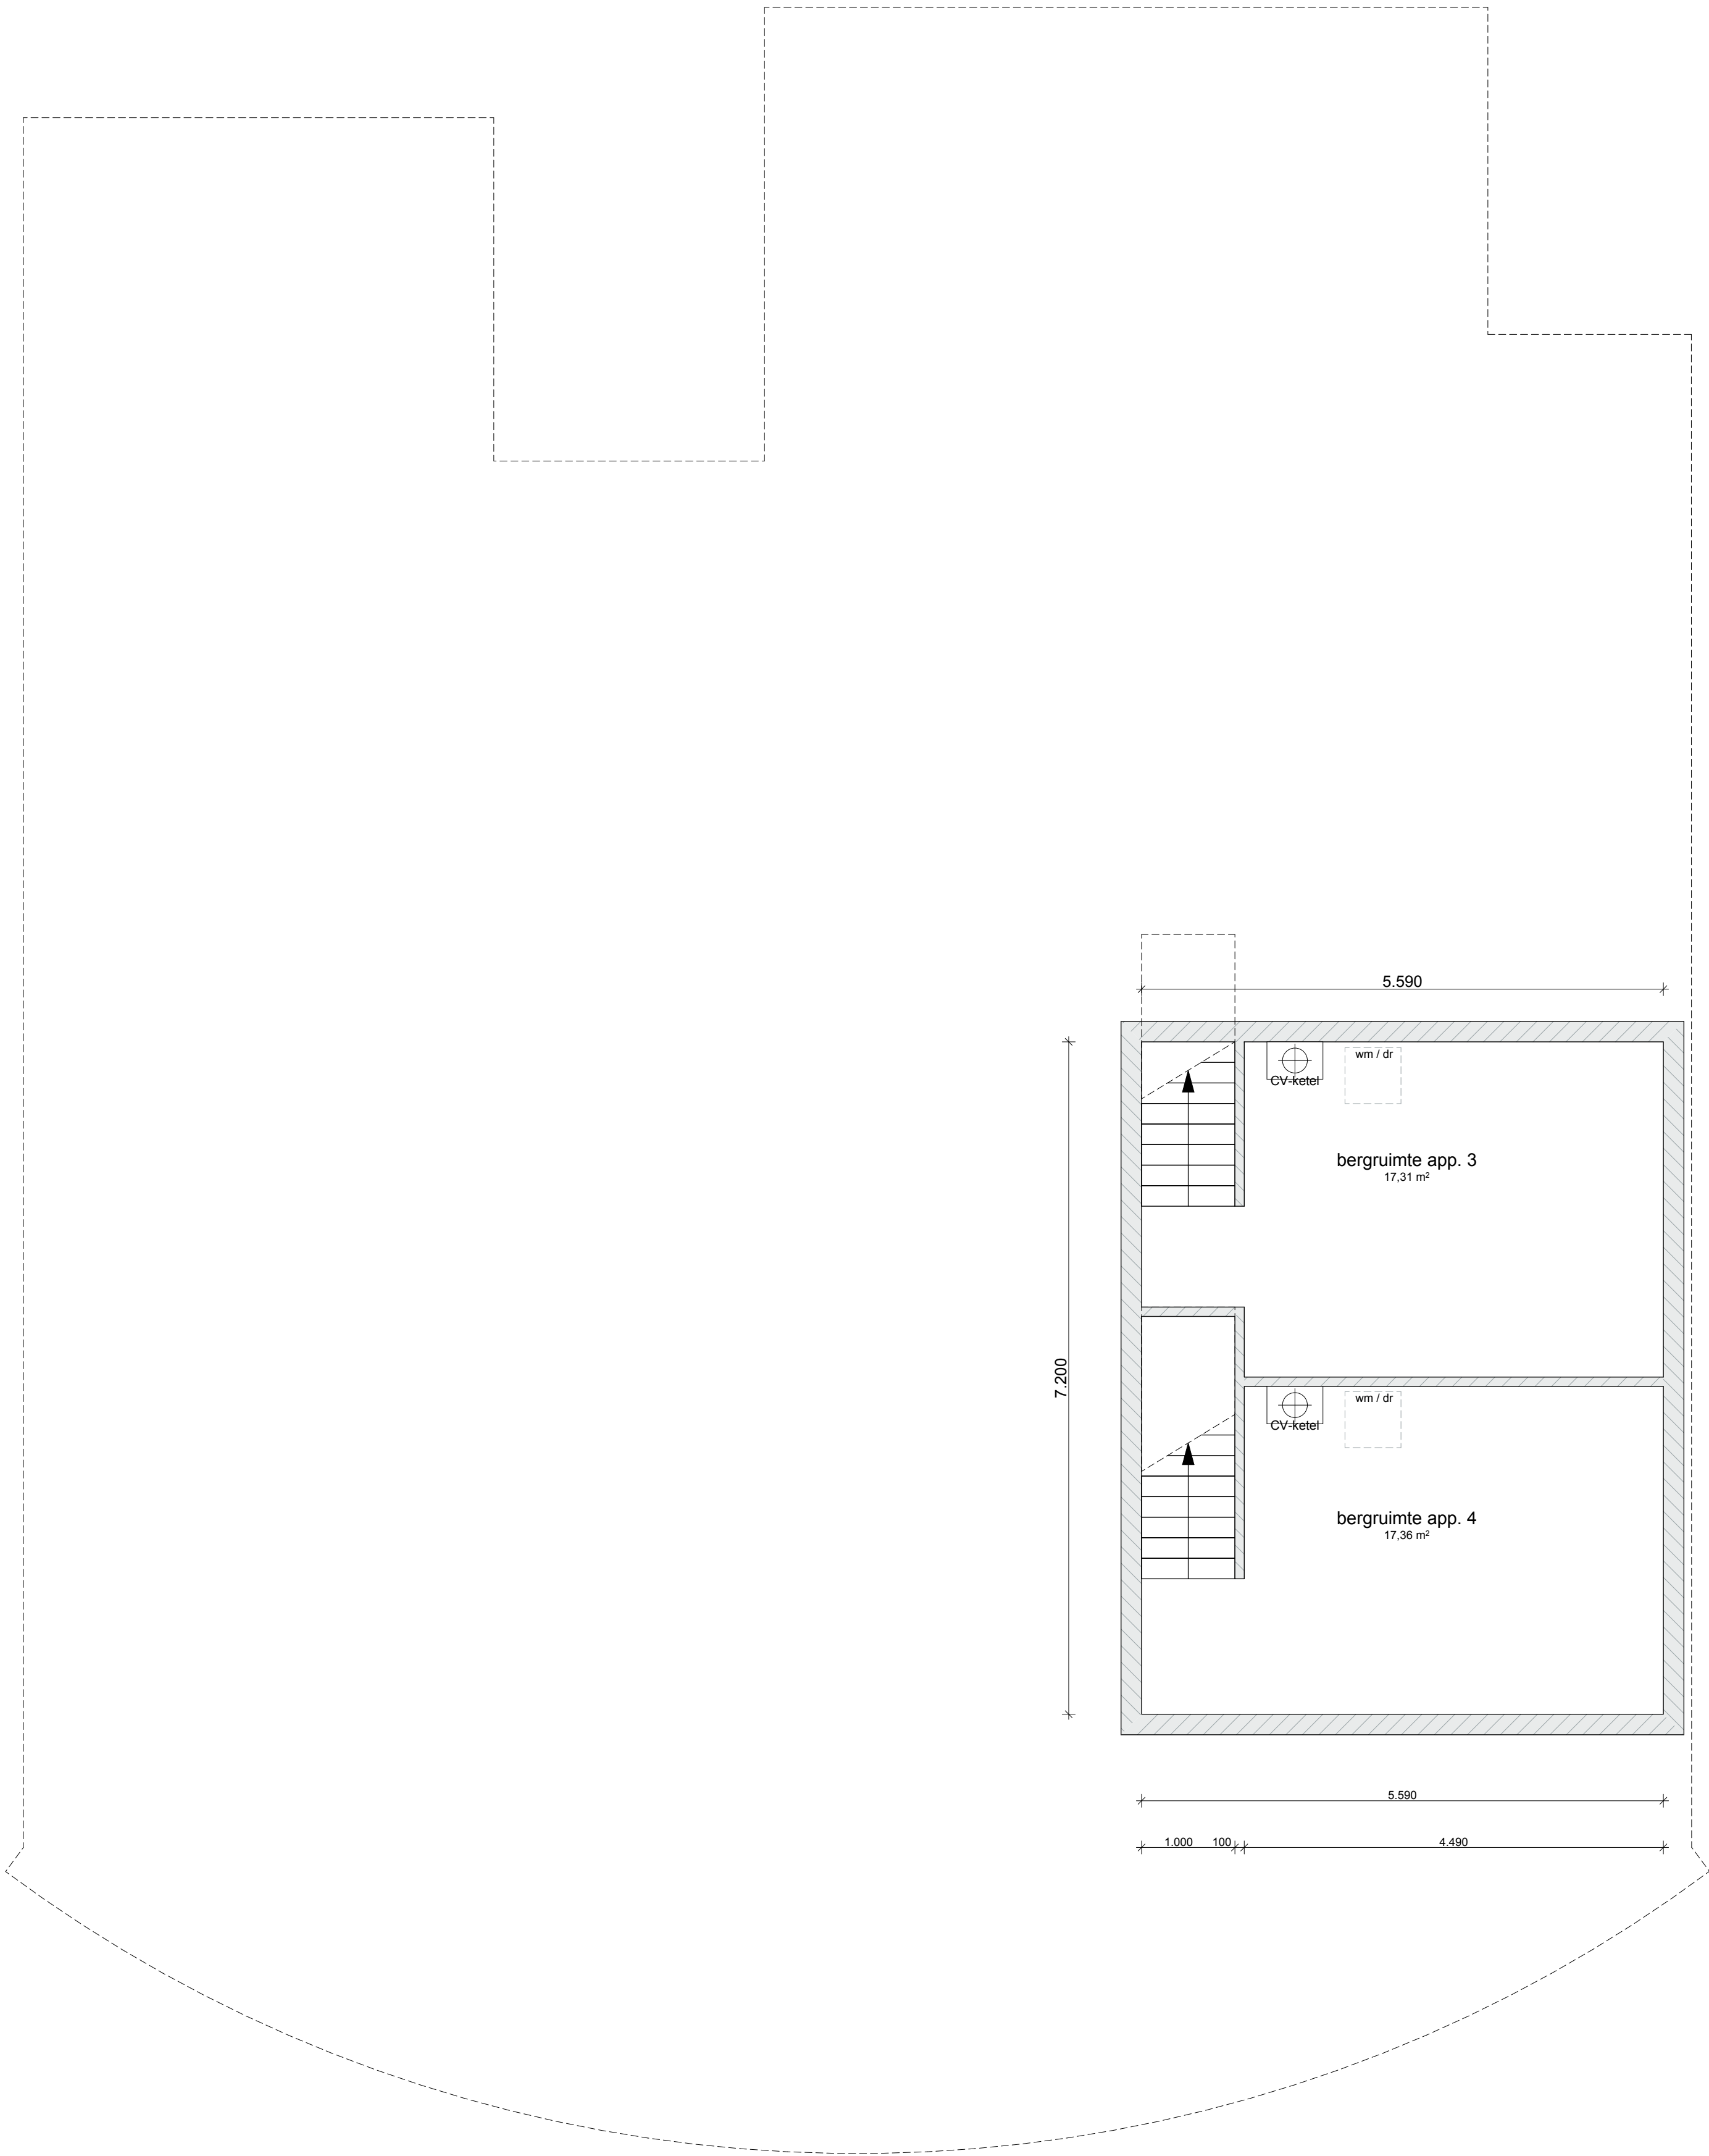 5.590
wm / dr
CV-ketel
bergruimte app. 3
17,31 m²
7.200
wm / dr
CV-ketel
bergruimte app. 4
17,36 m²
5.590
1.000 100 4.490